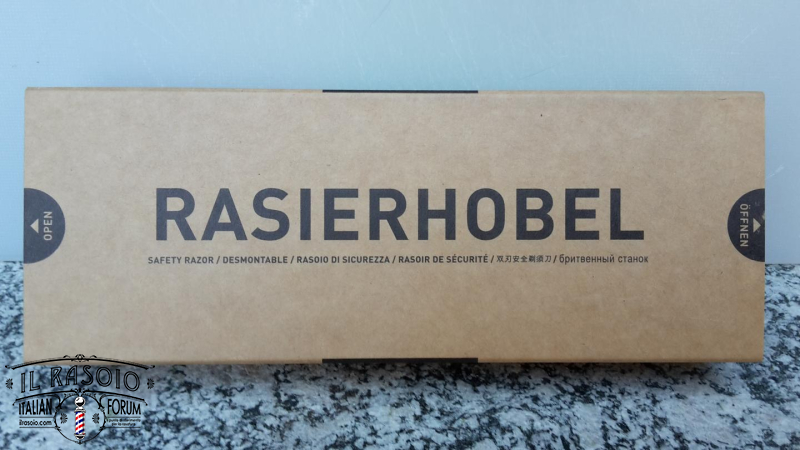 RASIERHOBEL
SAFETY RAZOR / DESMONTABLE / RASOIO DI SICUREZZA / RASOIR DE SÉCURITÉ / 双刃安全剃须刀 / бритвенный станок
OPEN
ÖFFNEN
IL RASOIO
ITALIAN FORUM
ilrasoio.com